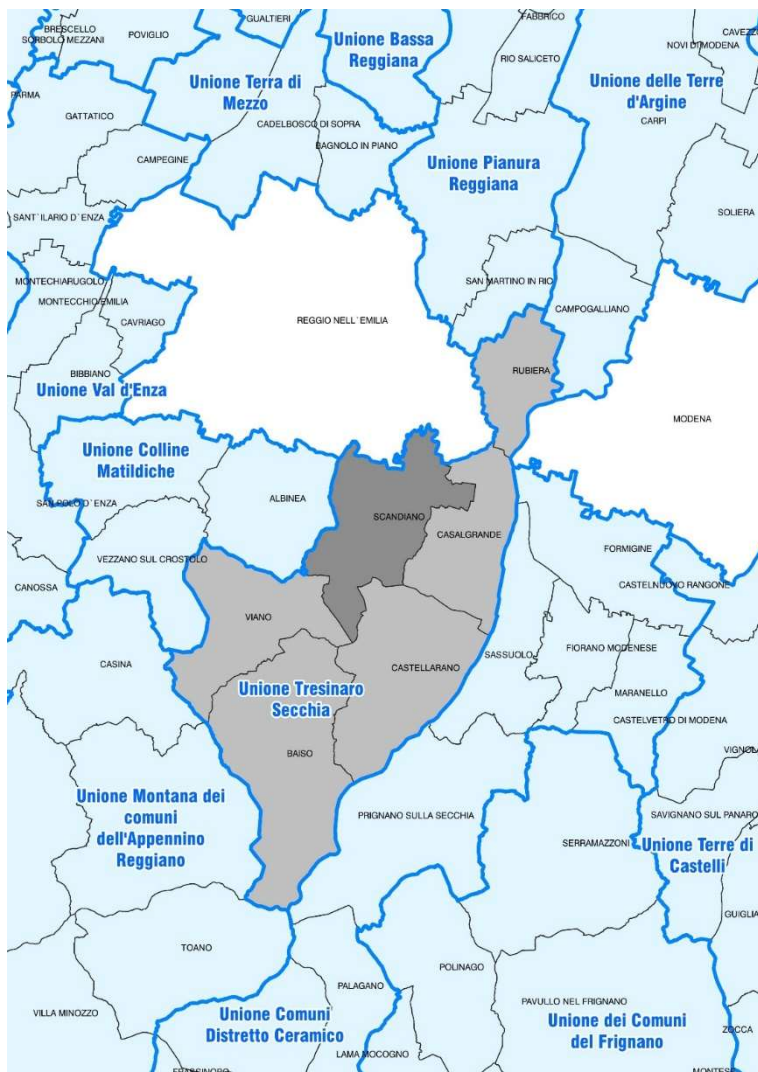 BRESCELLO
SORBOLO MEZZANI
POVIGLIO
GUALTIERI
FABBRICO
Unione Bassa
Reggiana
RIO SALICETO
NOVI DI MODENA
Unione Terra di
Mezzo
Unione delle Terre
d'Argine
CARPI
PARMA
GATTATICO
CADELBOSCO DI SOPRA
BAGNOLO IN PIANO
CAMPEGINE
Unione Pianura
Reggiana
SOLIERA
SANT`ILARIO D`ENZA
MONTECHIARUGOLO
MONTECCHIO EMILIA
SAN MARTINO IN RIO
CAMPOGALLIANO
CAVRIAGO
REGGIO NELL`EMILIA
BIBBIANO
RUBIERA
Unione Val d'Enza
MODENA
Unione Colline
Matildiche
SAN POLO D`ENZA
ALBINEA
SCANDIANO
CASALGRANDE
VEZZANO SUL CROSTOLO
FORMIGINE
CANOSSA
CASTELNUOVO RANGONE
VIANO
CASINA
CASTELLARANO
SASSUOLO
FIORANO MODENESE
Unione Tresinaro
Secchia
MARANELLO
CASTELVETRO DI MODENA
BAISO
VIGNOLA
Unione Montana dei
comuni
dell'Appennino
Reggiano
PRIGNANO SULLA SECCHIA
SAVIGNANO SUL PANARO
SERRAMAZZONI
Unione Terre di
Castelli
GUIGLIA
TOANO
POLINAGO
VILLA MINOZZO
PALAGANO
PAVULLO NEL FRIGNANO
Unione Comuni
Distretto Ceramico
Unione dei Comuni
del Frignano
ZOCCA
LAMA MOCOGNO
MONTESE